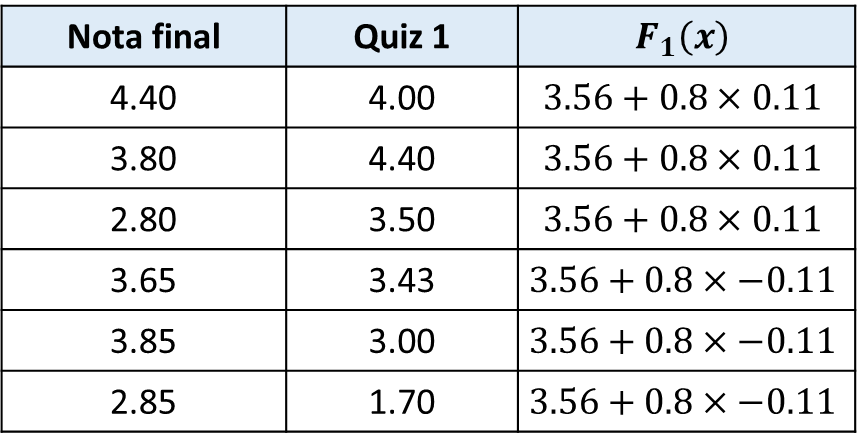 Nota final Quiz 1 F₁(x)
4.40 4.00 3.56 + 0.8 × 0.11
3.80 4.40 3.56 + 0.8 × 0.11
2.80 3.50 3.56 + 0.8 × 0.11
3.65 3.43 3.56 + 0.8 × −0.11
3.85 3.00 3.56 + 0.8 × −0.11
2.85 1.70 3.56 + 0.8 × −0.11